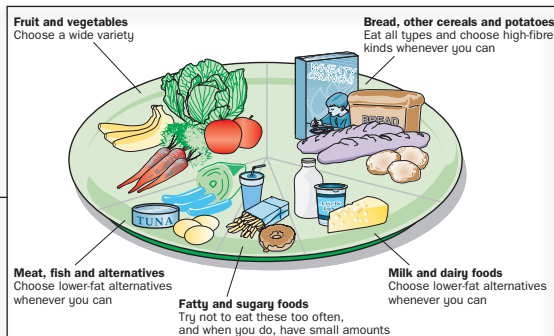 Fruit and vegetables
Choose a wide variety
Bread, other cereals and potatoes
Eat all types and choose high-fibre
kinds whenever you can
WHEATY
CRUNCH
BREAD
TUNA
Meat, fish and alternatives
Choose lower-fat alternatives
whenever you can
Fatty and sugary foods
Try not to eat these too often,
and when you do, have small amounts
Milk and dairy foods
Choose lower-fat alternatives
whenever you can